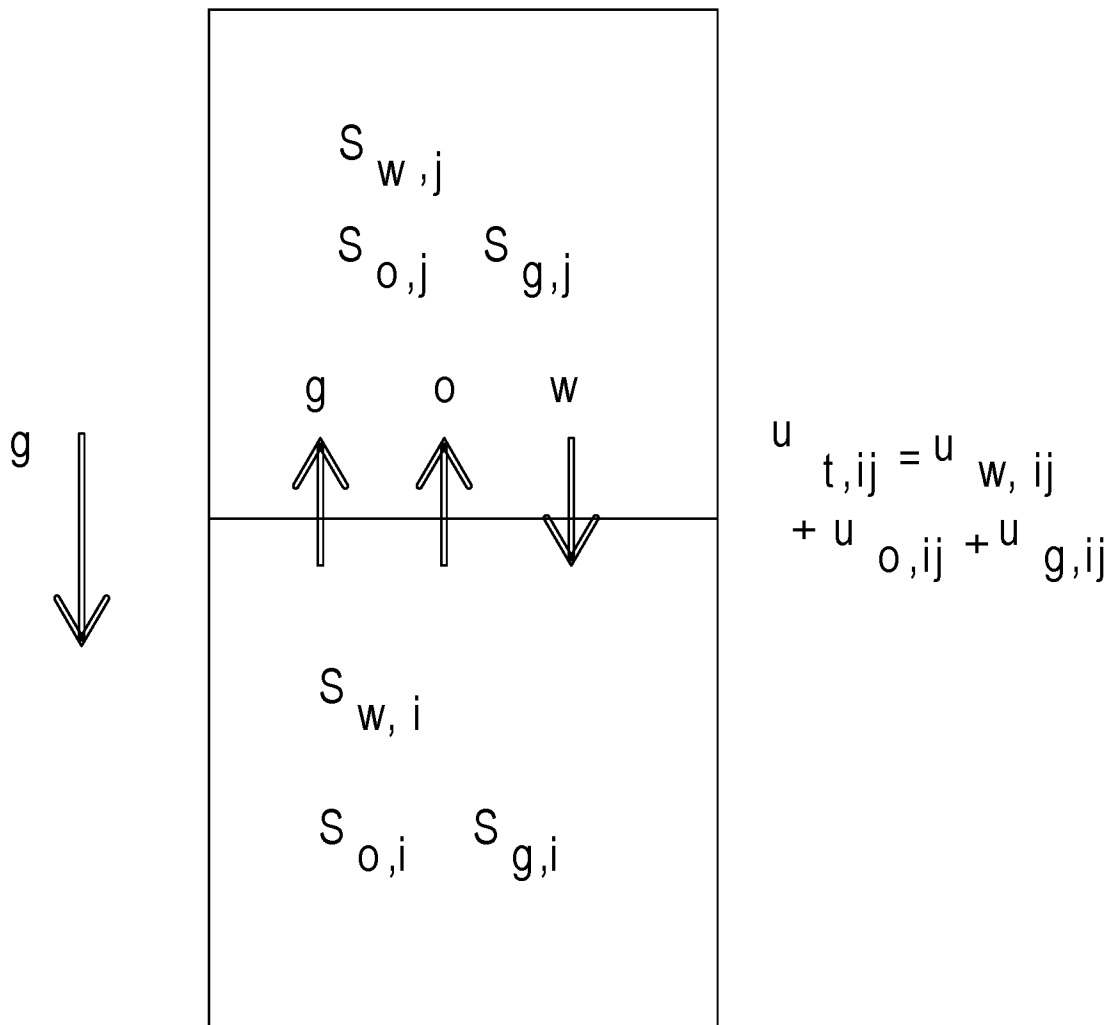 S w,j
S o,j S g,j
g o w
g
u t,ij = u w, ij
+ u o,ij + u g,ij
S w, i
S o,i S g,i